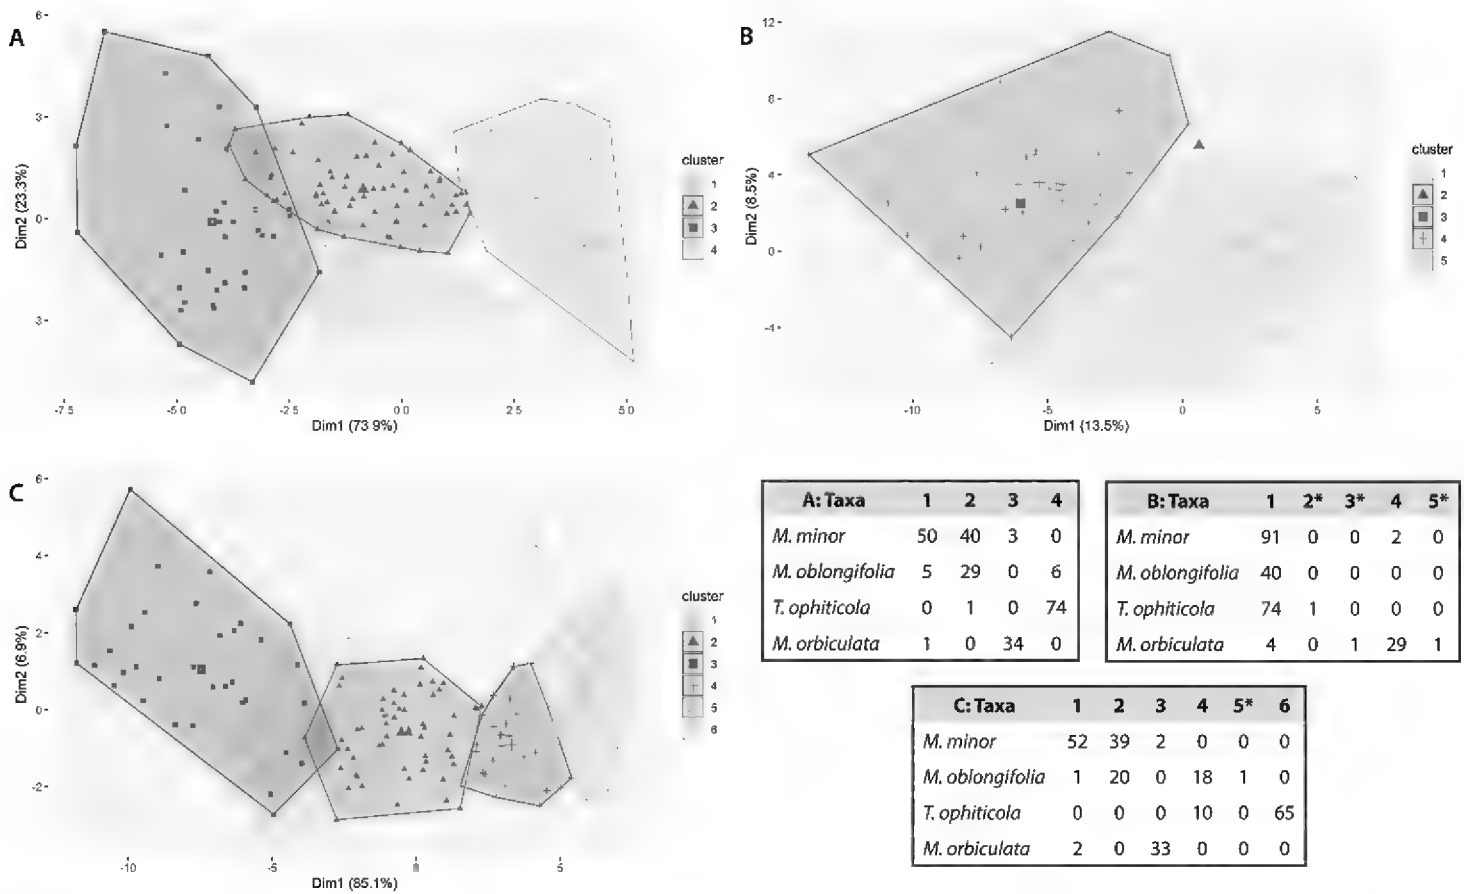 A
6
3
0
3
-7.5
-5.0
-2.5
0.0
2.5
5.0
Dim2 (23.3%)
Dim1 (73 9%)
cluster
1
2
3
4
B
12
8
4
0
-4
-10
-5
0
5
Dim2 (8.5%)
Dim1 (13.5%)
cluster
1
2
3
4
5
C
6
4
2
0
-2
-10
-5
5
Dim2 (6.9%)
Dim1 (85.1%)
cluster
1
2
3
4
5
6
A: Taxa 1 2 3 4
M. minor 50 40 3 0
M. oblongifolia 5 29 0 6
T. ophiticola 0 1 0 74
M. orbiculata 1 0 34 0
B: Taxa 1 2* 3* 4 5*
M. minor 91 0 0 2 0
M. oblongifolia 40 0 0 0 0
T. ophiticola 74 1 0 0 0
M. orbiculata 4 0 1 29 1
C: Taxa 1 2 3 4 5* 6
M. minor 52 39 2 0 0 0
M. oblongifolia 1 20 0 18 1 0
T. ophiticola 0 0 0 10 0 65
M. orbiculata 2 0 33 0 0 0